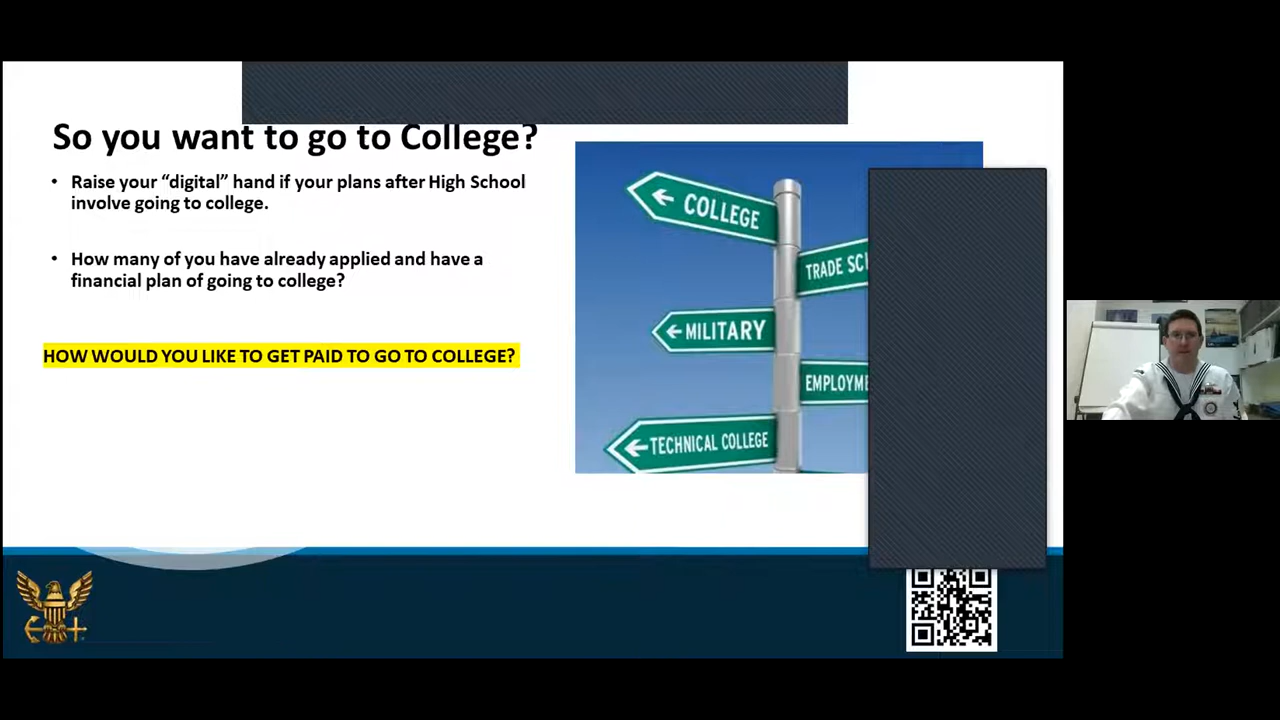 So you want to go to College?
• Raise your “digital” hand if your plans after High School
involve going to college.
• How many of you have already applied and have a
financial plan of going to college?
HOW WOULD YOU LIKE TO GET PAID TO GO TO COLLEGE?
COLLEGE
TRADE
MILITARY
TECHNICAL COLLEGE